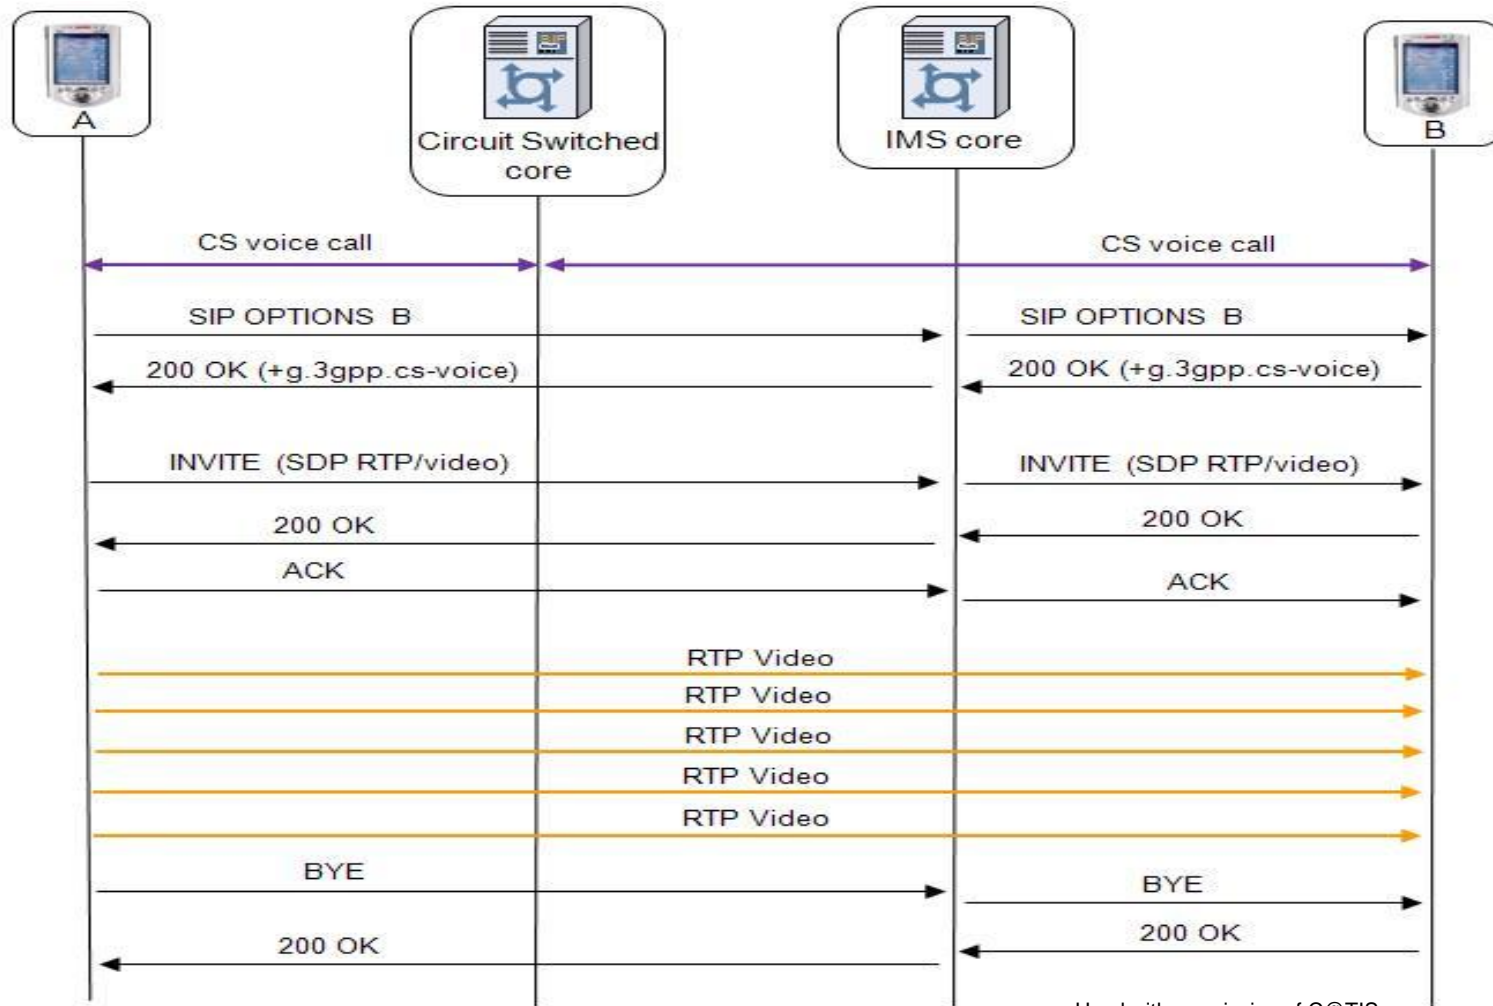 A
Circuit Switched
core
IMS core
B
CS voice call
CS voice call
SIP OPTIONS B
SIP OPTIONS B
200 OK (+g.3gpp.cs-voice)
200 OK (+g.3gpp.cs-voice)
INVITE (SDP RTP/video)
INVITE (SDP RTP/video)
200 OK
200 OK
ACK
ACK
RTP Video
RTP Video
RTP Video
RTP Video
RTP Video
BYE
BYE
200 OK
200 OK